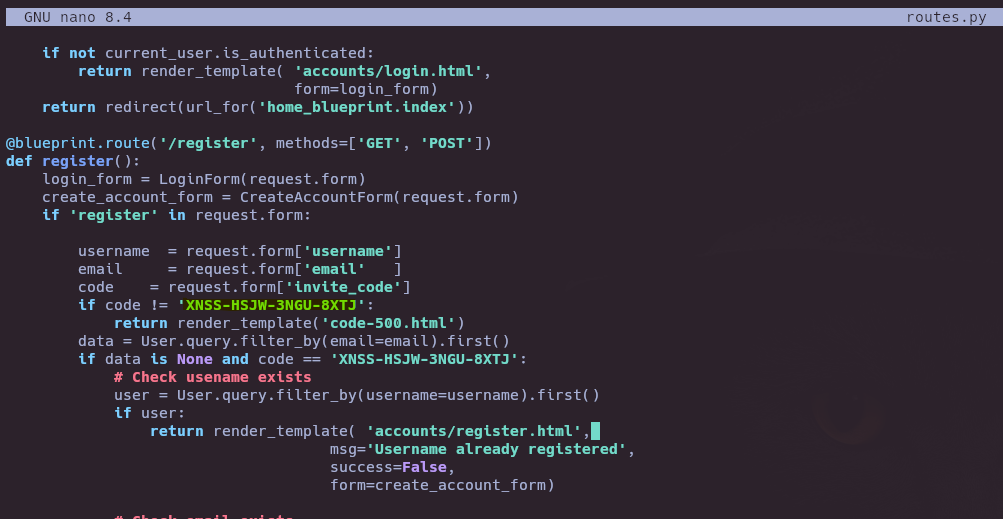 GNU nano 8.4 routes.py
if not current_user.is_authenticated:
return render_template( 'accounts/login.html',
form=login_form)
return redirect(url_for('home_blueprint.index'))
@blueprint.route('/register', methods=['GET', 'POST'])
def register():
login_form = LoginForm(request.form)
create_account_form = CreateAccountForm(request.form)
if 'register' in request.form:
username  = request.form['username']
email     = request.form['email'   ]
code    = request.form['invite_code']
if code != 'XNSS-HSJW-3NGU-8XTJ':
return render_template('code-500.html')
data = User.query.filter_by(email=email).first()
if data is None and code == 'XNSS-HSJW-3NGU-8XTJ':
# Check usename exists
user = User.query.filter_by(username=username).first()
if user:
return render_template( 'accounts/register.html',
msg='Username already registered',
success=False,
form=create_account_form)
# Check email exists